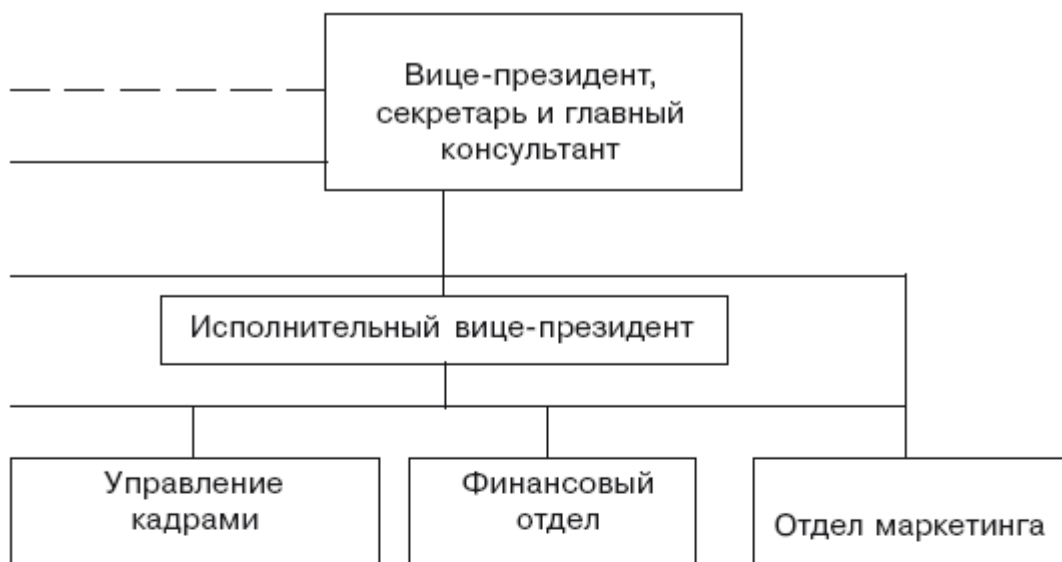 Вице-президент,
секретарь и главный
консультант
Исполнительный вице-президент
Управление
кадрами
Финансовый
отдел
Отдел маркетинга